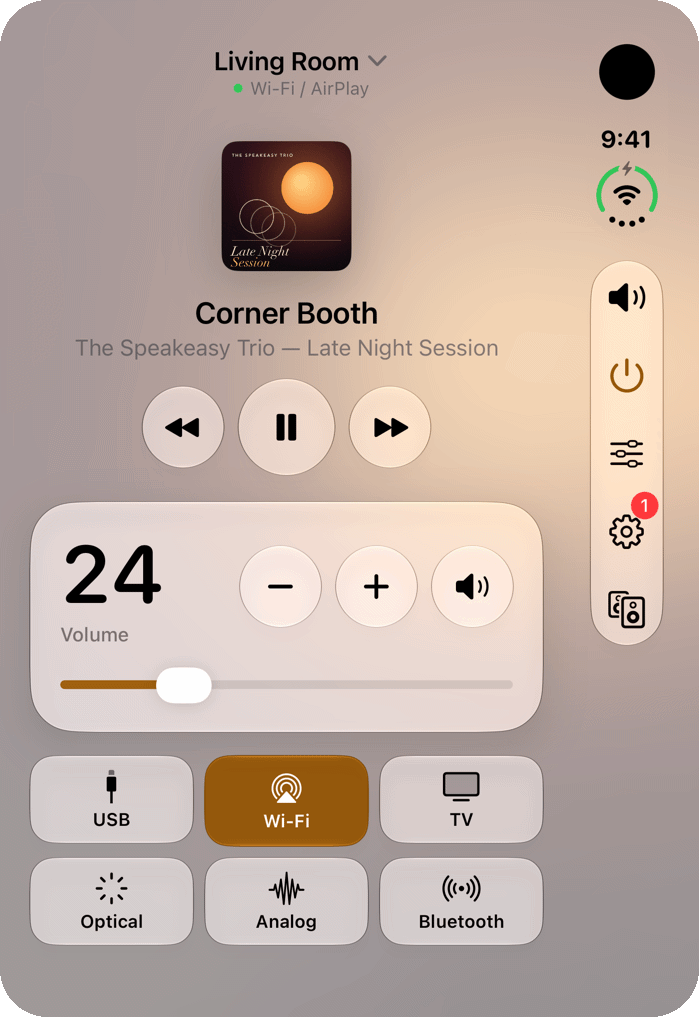 Living Room
Wi-Fi / AirPlay
9:41
THE SPEAKEASY TRIO
Late Night
Session
Corner Booth
The Speakeasy Trio — Late Night Session
1
24
Volume
USB
Wi-Fi
TV
Optical
Analog
Bluetooth